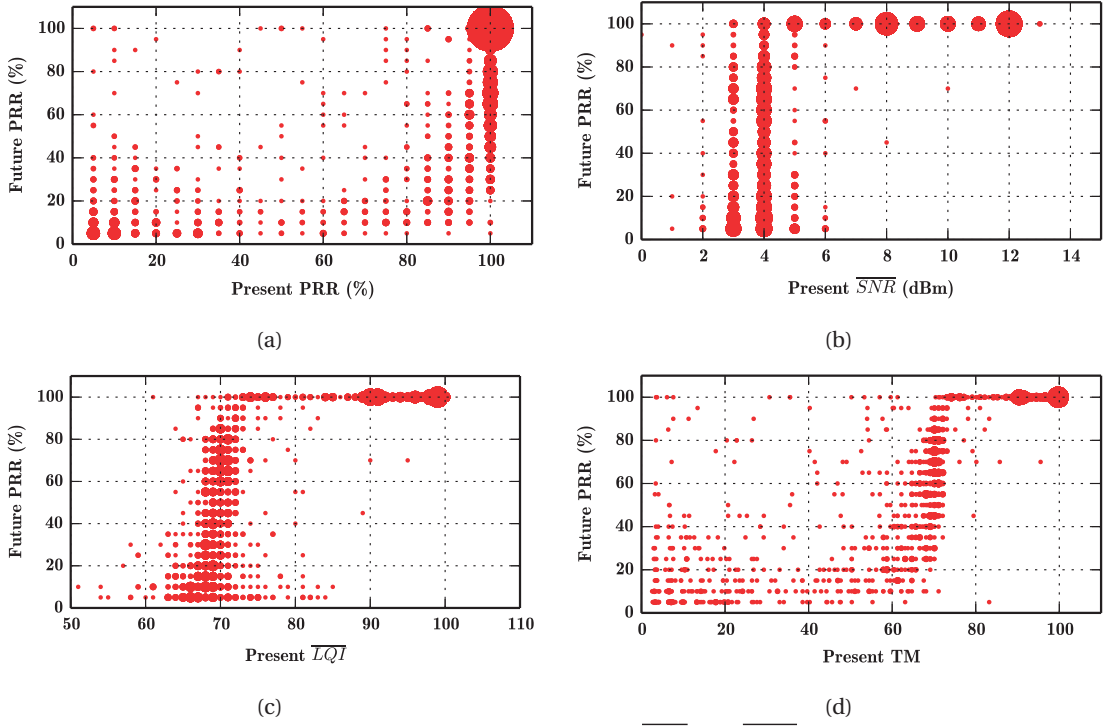 100
80
60
40
20
0
Future PRR (%)
0 20 40 60 80 100
Present PRR (%)
(a)
100
80
60
40
20
0
Future PRR (%)
0 2 4 6 8 10 12 14
Present SNR (dBm)
(b)
100
80
60
40
20
0
Future PRR (%)
50 60 70 80 90 100 110
Present LQI
(c)
100
80
60
40
20
0
Future PRR (%)
0 20 40 60 80 100
Present TM
(d)